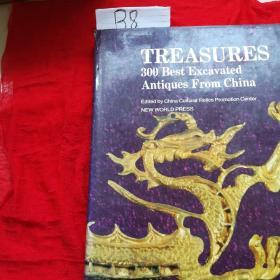 B8
TREASURES
300 Best Excavated
Antiques From China
Edited by China Cultural Relics Promotion Center
NEW WORLD PRESS